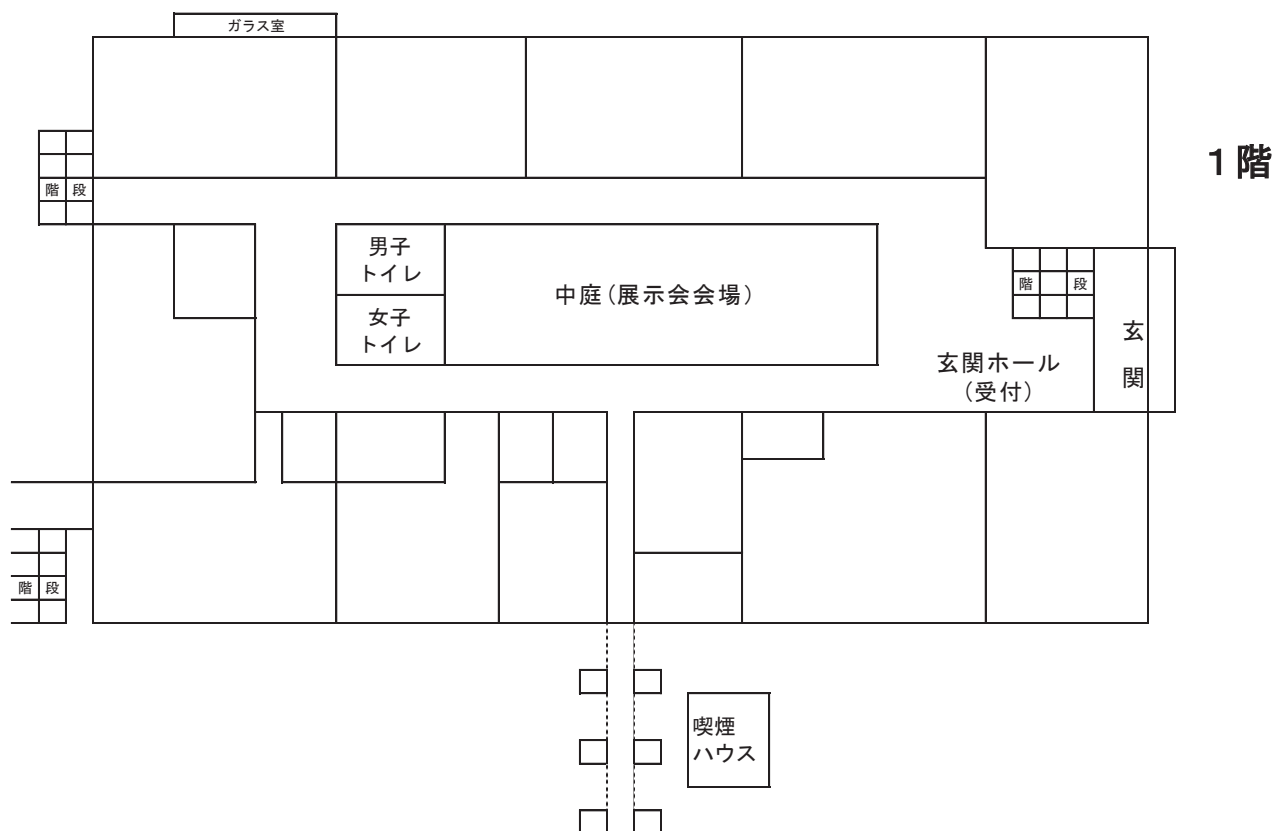 ガラス室
1階
階 段
男子
トイレ
中庭(展示会会場)
階 段
女子
トイレ
玄関
玄関ホール
(受付)
階 段
喫煙
ハウス